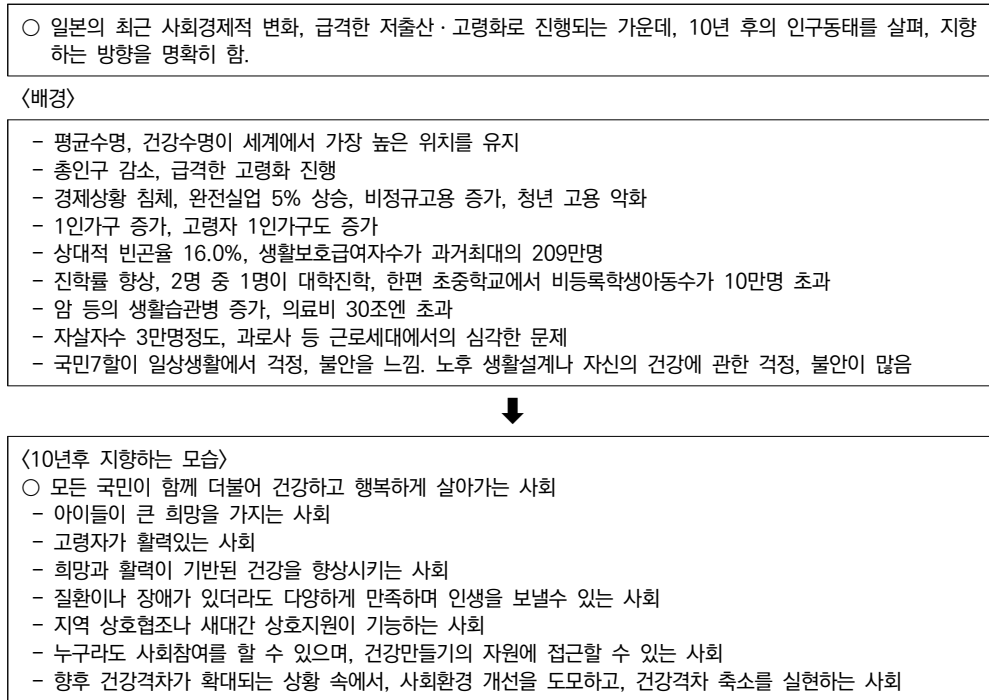 ○ 일본의 최근 사회경제적 변화, 급격한 저출산 · 고령화로 진행되는 가운데, 10년 후의 인구동태를 살펴, 지향
하는 방향을 명확히 함.
〈배경〉
- 평균수명, 건강수명이 세계에서 가장 높은 위치를 유지
- 총인구 감소, 급격한 고령화 진행
- 경제상황 침체, 완전실업 5% 상승, 비정규고용 증가, 청년 고용 악화
- 1인가구 증가, 고령자 1인가구도 증가
- 상대적 빈곤율 16.0%, 생활보호급여자수가 과거최대의 209만명
- 진학률 향상, 2명 중 1명이 대학진학, 한편 초중학교에서 비등록학생아동수가 10만명 초과
- 암 등의 생활습관병 증가, 의료비 30조엔 초과
- 자살자수 3만명정도, 과로사 등 근로세대에서의 심각한 문제
- 국민7할이 일상생활에서 걱정, 불안을 느낌. 노후 생활설계나 자신의 건강에 관한 걱정, 불안이 많음
〈10년후 지향하는 모습〉
○ 모든 국민이 함께 더불어 건강하고 행복하게 살아가는 사회
- 아이들이 큰 희망을 가지는 사회
- 고령자가 활력있는 사회
- 희망과 활력이 기반된 건강을 향상시키는 사회
- 질환이나 장애가 있더라도 다양하게 만족하며 인생을 보낼수 있는 사회
- 지역 상호협조나 새대간 상호지원이 기능하는 사회
- 누구라도 사회참여를 할 수 있으며, 건강만들기의 자원에 접근할 수 있는 사회
- 향후 건강격차가 확대되는 상황 속에서, 사회환경 개선을 도모하고, 건강격차 축소를 실현하는 사회